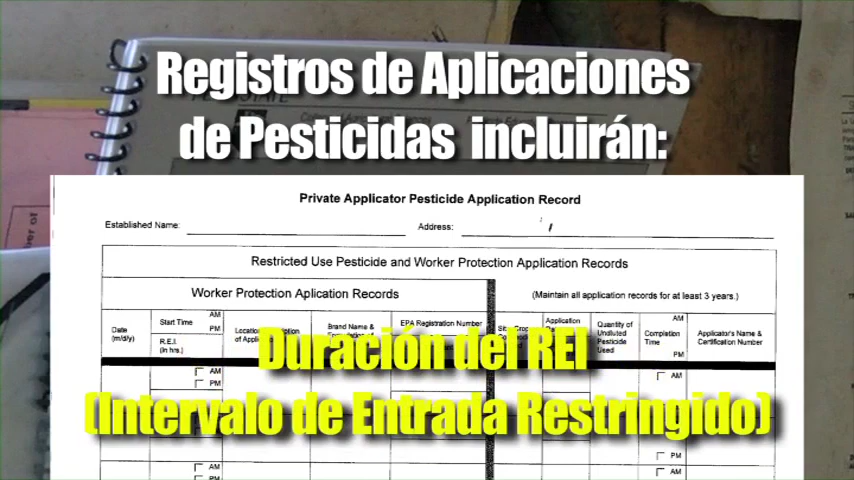 Registros de Aplicaciones
de Pesticidas incluirán:
Private Applicator Pesticide Application Record
Established Name:
Address:
Restricted Use Pesticide and Worker Protection Application Records
Worker Protection Aplication Records
(Maintain all application records for at least 3 years.)
Date
(m/d/y)
Start Time
AM
PM
R.E.I.
(In hrs.)
Brand Name &
EPA Registration Number
Application
Quantity of
Undiluted
Pesticide
Used
AM
Completion
Time
PM
Applicator's Name &
Certification Number
Duración del REI
(Intervalo de Entrada Restringido)
AM
PM
AM
PM
AM
AM
PM